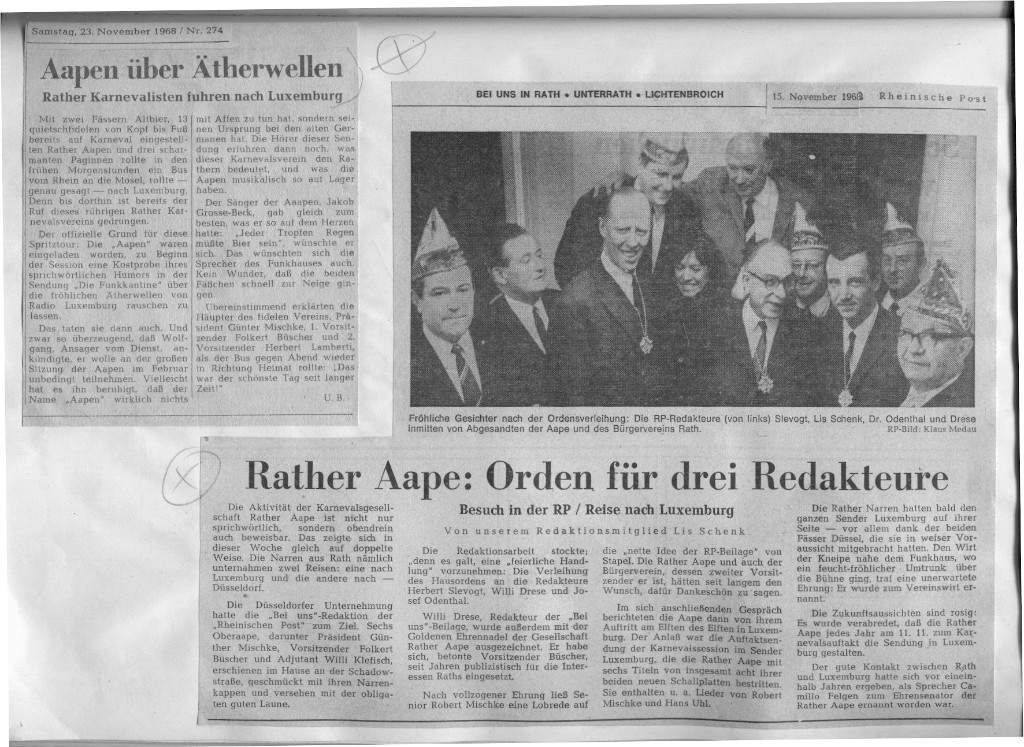 Samstag, 23. November 1968 / Nr. 274
Aapen über Ätherwellen
Rather Karnevalisten fuhren nach Luxemburg
Mit zwei Fässern Altbier, 13
quietschfidelen von Kopf bis Fuß
bereits auf Karneval eingestell-
ten Rather Aapen und drei schar-
manten Paginnen rollte in den
frühen Morgenstunden ein Bus
vom Rhein an die Mosel, rollte —
genau gesagt — nach Luxemburg.
Denn bis dorthin ist bereits der
Ruf dieses rührigen Rather Kar-
nevalsvereins gedrungen.
Der offizielle Grund für diese
Spritztour: Die „Aapen" waren
eingeladen worden, zu Beginn
der Session eine Kostprobe ihres
sprichwörtlichen Humors in der
Sendung „Die Funkkantine" über
die fröhlichen Ätherwellen von
Radio Luxemburg rauschen zu
lassen.
Das taten sie dann auch. Und
zwar so überzeugend, daß Wolf-
gang, Ansager vom Dienst, an-
kündigte, er wolle an der großen
Sitzung der Aapen im Februar
unbedingt teilnehmen. Vielleicht
hat es ihn beruhigt, daß der
Name „Aapen" wirklich nichts
mit Affen zu tun hat, sondern sei-
nen Ursprung bei den alten Ger-
manen hat. Die Hörer dieser Sen-
dung erfuhren dann noch, was
dieser Karnevalsverein den Ra-
thern bedeutet, und was die
Aapen musikalisch so auf Lager
haben.
Der Sänger der Aaapen, Jakob
Grosse-Beck, gab gleich zum
besten, was er so auf dem Herzen
hatte: „Jeder Tropfen Regen
müßte Bier sein", wünschte er
sich. Das wünschten sich die
Sprecher des Funkhauses auch.
Kein Wunder, daß die beiden
Fäßchen schnell zur Neige gin-
gen.
Übereinstimmend erklärten die
Häupter des fidelen Vereins, Prä-
sident Günter Mischke, 1. Vorsit-
zender Folkert Büscher und 2.
Vorsitzender Herbert Lambertí,
als der Bus gegen Abend wieder
in Richtung Heimat rollte: „Das
war der schönste Tag seit langer
Zeit!"
U. B.
BEI UNS IN RATH • UNTERRATH • LICHTENBROICH
15. November 1968 Rheinische Post
Fröhliche Gesichter nach der Ordensverleihung: Die RP-Redakteure (von links) Slevogt, Lis Schenk, Dr. Odenthal und Drese
inmitten von Abgesandten der Aape und des Bürgervereins Rath.
RP-Bild: Klaus Medau
Rather Aape: Orden für drei Redakteure
Besuch in der RP / Reise nach Luxemburg
Von unserem Redaktionsmitglied Lis Schenk
Die Aktivität der Karnevalsgesell-
schaft Rather Aape ist nicht nur
sprichwörtlich, sondern obendrein
auch beweisbar. Das zeigte sich in
dieser Woche gleich auf doppelte
Weise. Die Narren aus Rath nämlich
unternahmen zwei Reisen: eine nach
Luxemburg und die andere nach —
Düsseldorf.
Die Düsseldorfer Unternehmung
hatte die „Bei uns"-Redaktion der
„Rheinischen Post" zum Ziel. Sechs
Oberaape, darunter Präsident Gün-
ther Mischke, Vorsitzender Folkert
Büscher und Adjutant Willi Klefisch,
erschienen im Hause an der Schadow-
straße, geschmückt mit ihren Narren-
kappen und versehen mit der obliga-
ten guten Laune.
Die Redaktionsarbeit stockte;
denn es galt, eine „feierliche Hand-
lung" vorzunehmen: Die Verleihung
des Hausordens an die Redakteure
Herbert Slevogt, Willi Drese und Jo-
sef Odenthal.
Willi Drese, Redakteur der „Bei
uns"-Beilage, wurde außerdem mit der
Goldenen Ehrennadel der Gesellschaft
Rather Aape ausgezeichnet. Er habe
sich, betonte Vorsitzender Büscher,
seit Jahren publizistisch für die Inter-
essen Raths eingesetzt.
Nach vollzogener Ehrung ließ Se-
nior Robert Mischke eine Lobrede auf
die „nette Idee der RP-Beilage" von
Stapel. Die Rather Aape und auch der
Bürgerverein, dessen zweiter Vorsit-
zender er ist, hätten seit langem den
Wunsch, dafür Dankeschön zu sagen.
Im sich anschließenden Gespräch
berichteten die Aape dann von ihrem
Auftritt am Elften des Elften in Luxem-
burg. Der Anlaß war die Auftaktsen-
dung der Karnevalssession im Sender
Luxemburg, die die Rather Aape mit
sechs Titeln von insgesamt acht ihrer
beiden neuen Schallplatten bestritten.
Sie enthalten u. a. Lieder von Robert
Mischke und Hans Uhl.
Die Rather Narren hatten bald den
ganzen Sender Luxemburg auf ihrer
Seite — vor allem dank der beiden
Fässer Düssel, die sie in weiser Vor-
aussicht mitgebracht hatten. Den Wirt
der Kneipe nahe dem Funkhaus, wo
ein feucht-fröhlicher Umtrunk über
die Bühne ging, traf eine unerwartete
Ehrung: Er wurde zum Vereinswirt er-
nannt.
Die Zukunftsaussichten sind rosig:
Es wurde verabredet, daß die Rather
Aape jedes Jahr am 11. 11. zum Kar-
nevalsauftakt die Sendung in Luxem-
burg gestalten.
Der gute Kontakt zwischen Rath
und Luxemburg hatte sich vor einein-
halb Jahren ergeben, als Sprecher Ca-
millo Felgen zum Ehrensenator der
Rather Aape ernannt worden war.